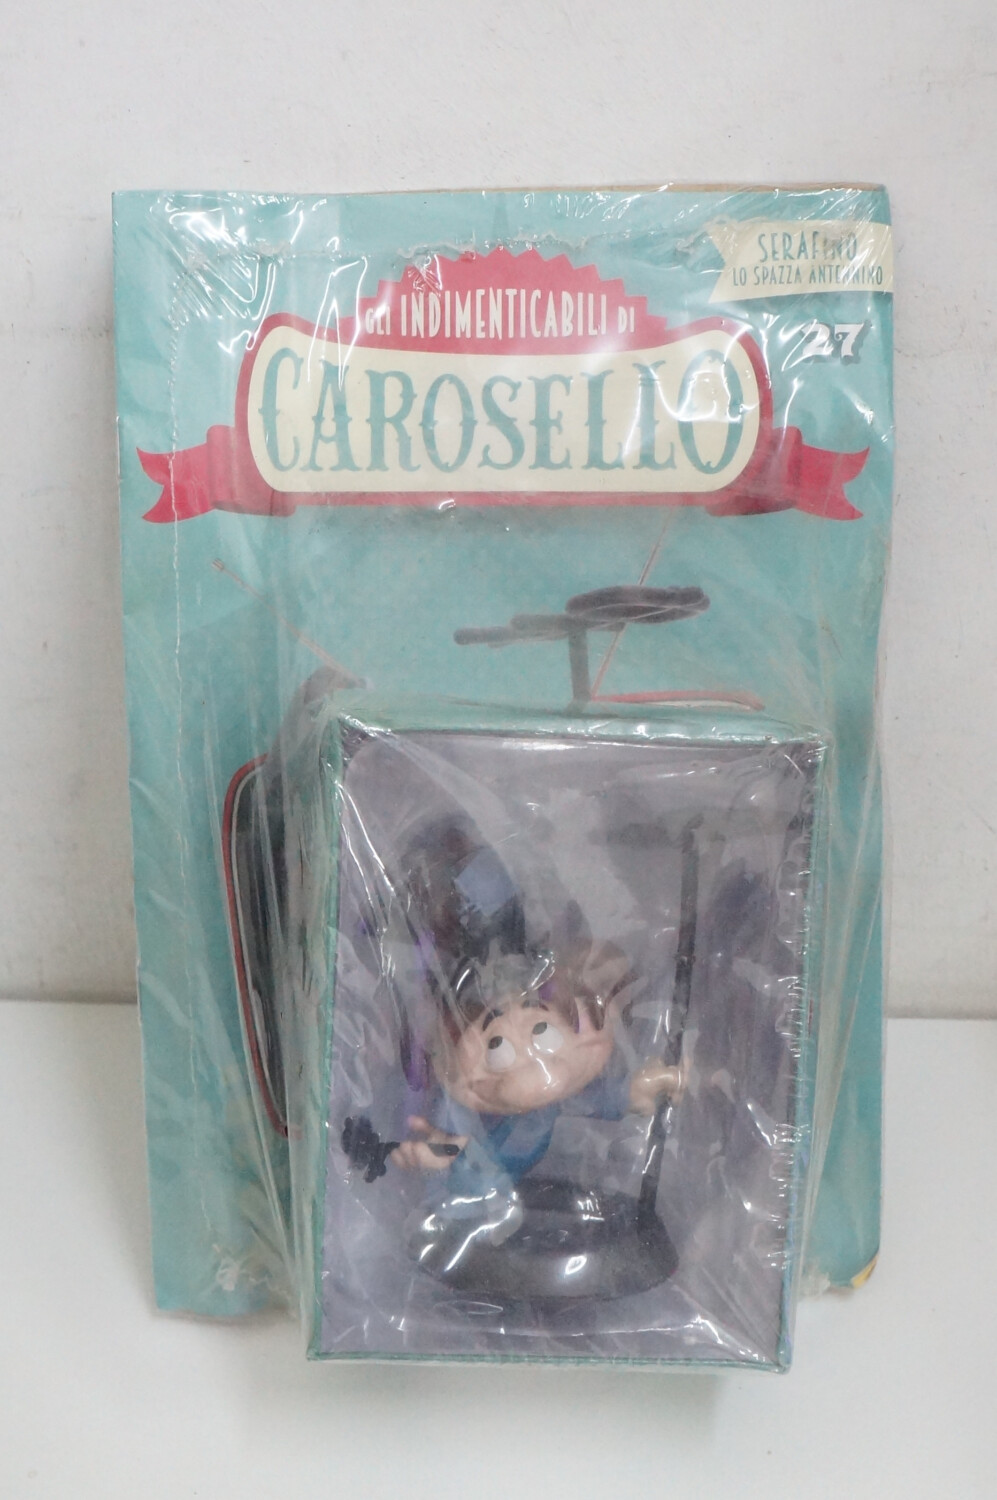 SERAFINO
LO SPAZZA ANTENNINO
27
GLI INDIMENTICABILI DI
CAROSELLO